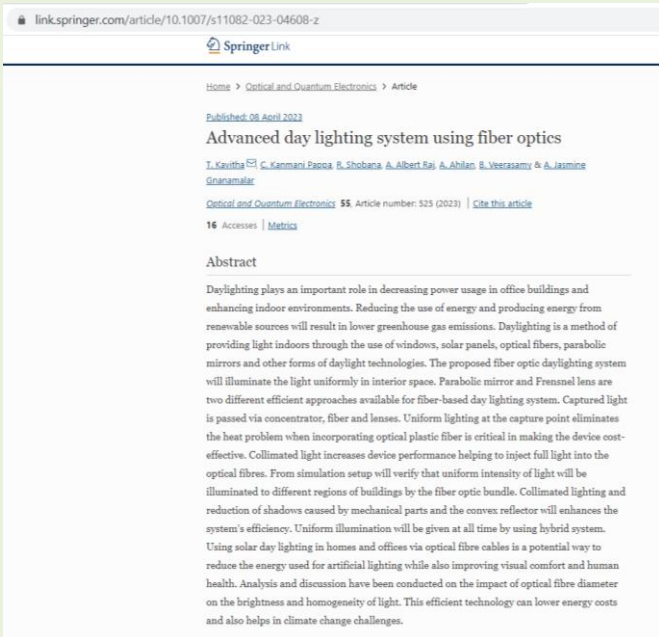 link.springer.com/article/10.1007/s11082-023-04608-z
Springer Link
Home > Optical and Quantum Electronics > Article
Published: 08 April 2023
Advanced day lighting system using fiber optics
T. Kavitha, C. Kanmani Pappa, R. Shobana, A. Albert Raj, A. Ahilan, B. Veerasamy & A. Jasmine
Gnanamalar
Optical and Quantum Electronics 55, Article number: 525 (2023) | Cite this article
16 Accesses | Metrics
Abstract
Daylighting plays an important role in decreasing power usage in office buildings and
enhancing indoor environments. Reducing the use of energy and producing energy from
renewable sources will result in lower greenhouse gas emissions. Daylighting is a method of
providing light indoors through the use of windows, solar panels, optical fibers, parabolic
mirrors and other forms of daylight technologies. The proposed fiber optic daylighting system
will illuminate the light uniformly in interior space. Parabolic mirror and Frensnel lens are
two different efficient approaches available for fiber-based day lighting system. Captured light
is passed via concentrator, fiber and lenses. Uniform lighting at the capture point eliminates
the heat problem when incorporating optical plastic fiber is critical in making the device cost-
effective. Collimated light increases device performance helping to inject full light into the
optical fibres. From simulation setup will verify that uniform intensity of light will be
illuminated to different regions of buildings by the fiber optic bundle. Collimated lighting and
reduction of shadows caused by mechanical parts and the convex reflector will enhances the
system's efficiency. Uniform illumination will be given at all time by using hybrid system.
Using solar day lighting in homes and offices via optical fibre cables is a potential way to
reduce the energy used for artificial lighting while also improving visual comfort and human
health. Analysis and discussion have been conducted on the impact of optical fibre diameter
on the brightness and homogeneity of light. This efficient technology can lower energy costs
and also helps in climate change challenges.